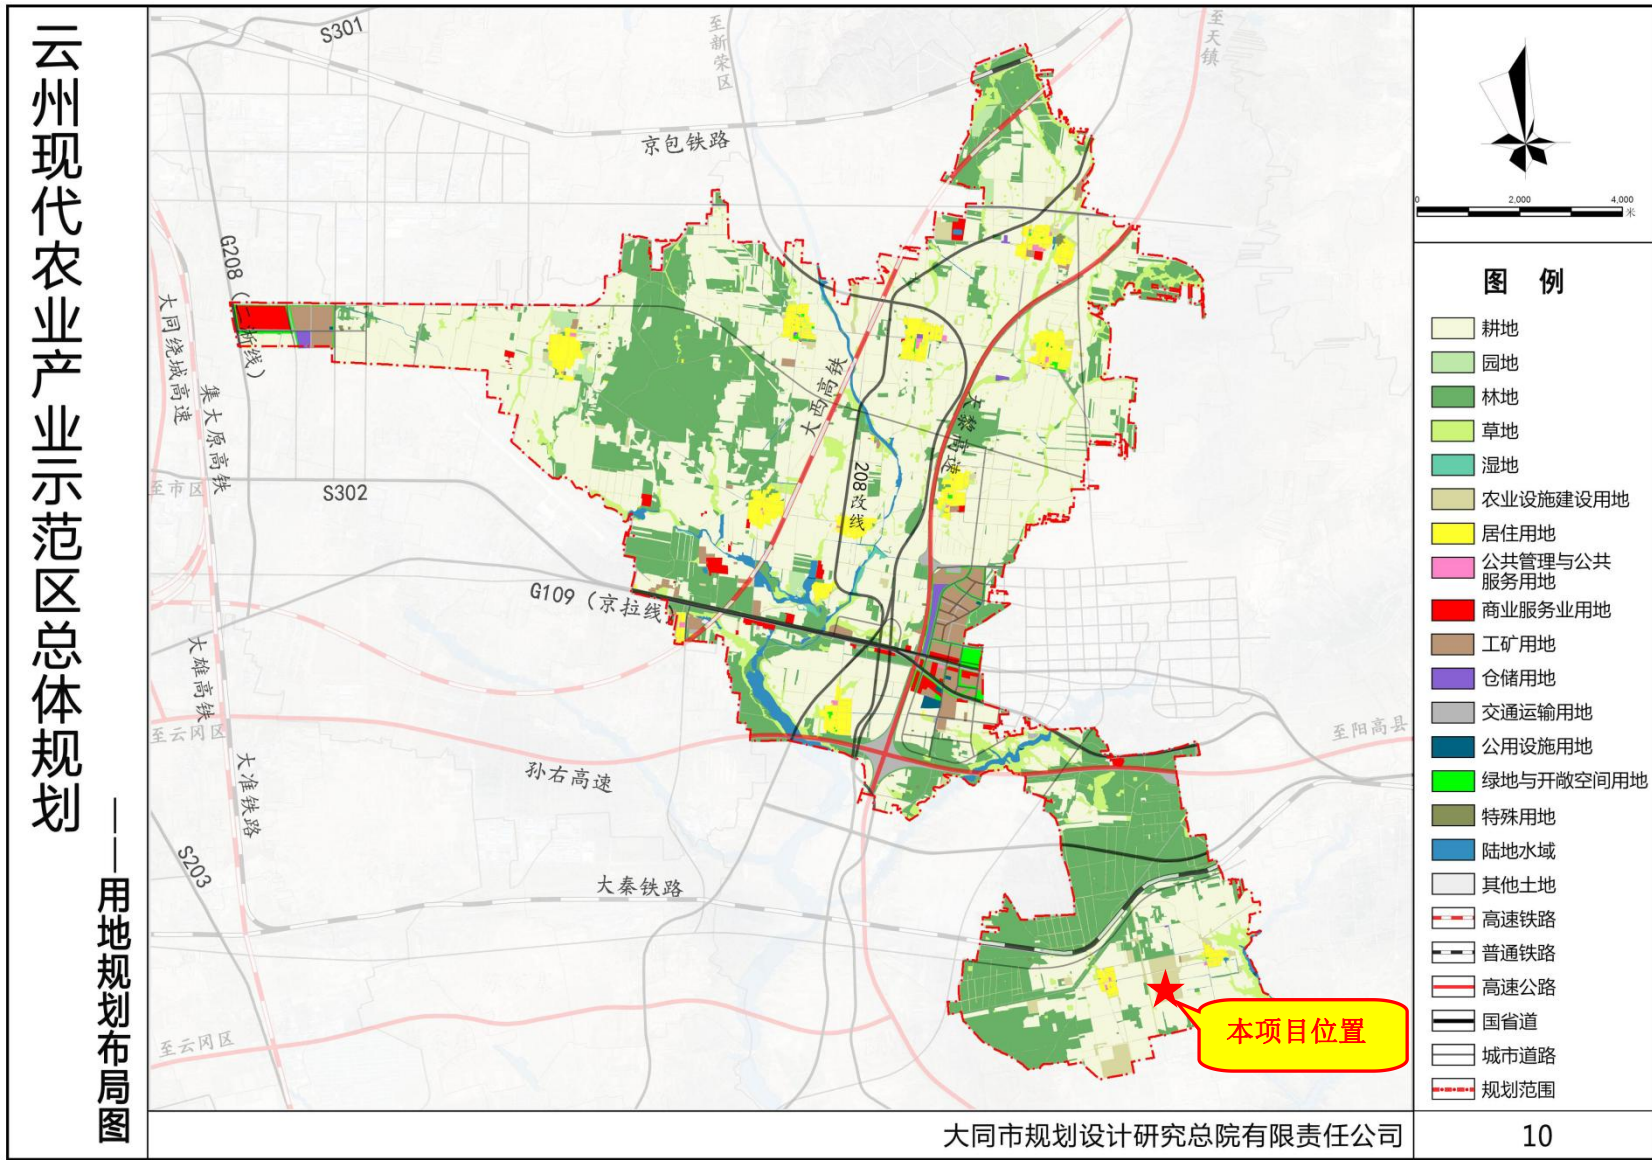 云州现代农业产业示范区总体规划
——用地规划布局图
S301
至新荣区
至天镇
京包铁路
G208（二淅线）
大同绕城高速
集大原高铁
大西高铁
天黎高速
208改线
至市区
S302
G109（京拉线）
大雄高铁
至云冈区
至阳高县
孙右高速
大准铁路
S203
大秦铁路
至云冈区
本项目位置
0 2,000 4,000
米
图 例
耕地
园地
林地
草地
湿地
农业设施建设用地
居住用地
公共管理与公共
服务用地
商业服务业用地
工矿用地
仓储用地
交通运输用地
公用设施用地
绿地与开敞空间用地
特殊用地
陆地水域
其他土地
高速铁路
普通铁路
高速公路
国省道
城市道路
规划范围
大同市规划设计研究总院有限责任公司
10